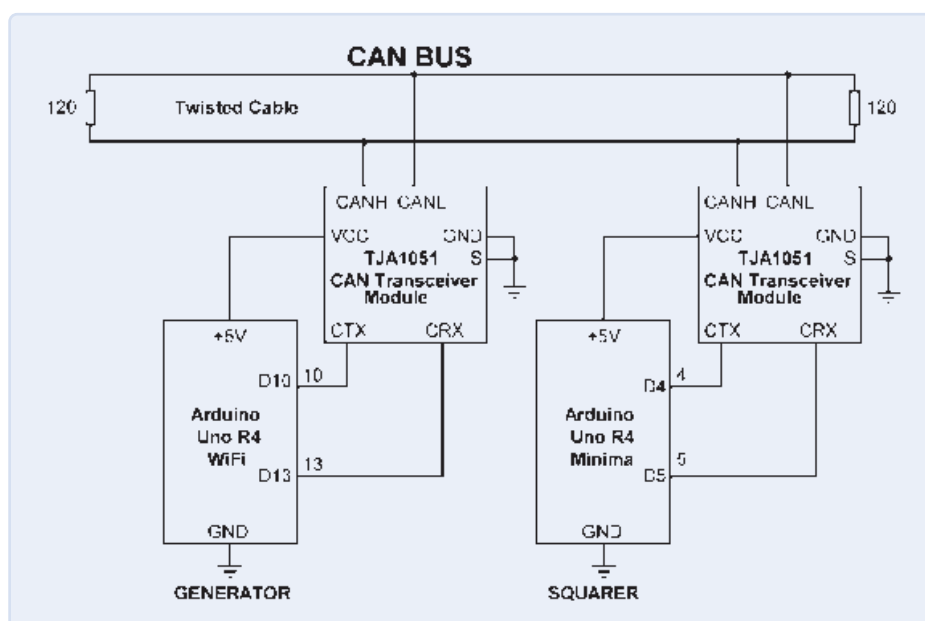 CAN BUS
120
Twisted Cable
120
CANH CANL
VCC
GND
TJA1051
S
CAN Transceiver
Module
CTX
CRX
+5V
D10
10
Arduino
Uno R4
WiFi
D13
13
GND
GENERATOR
CANH CANL
VCC
GND
TJA1051
S
CAN Transceiver
Module
CTX
CRX
+5V
D4
4
Arduino
Uno R4
Minima
D5
5
GND
SQUARER